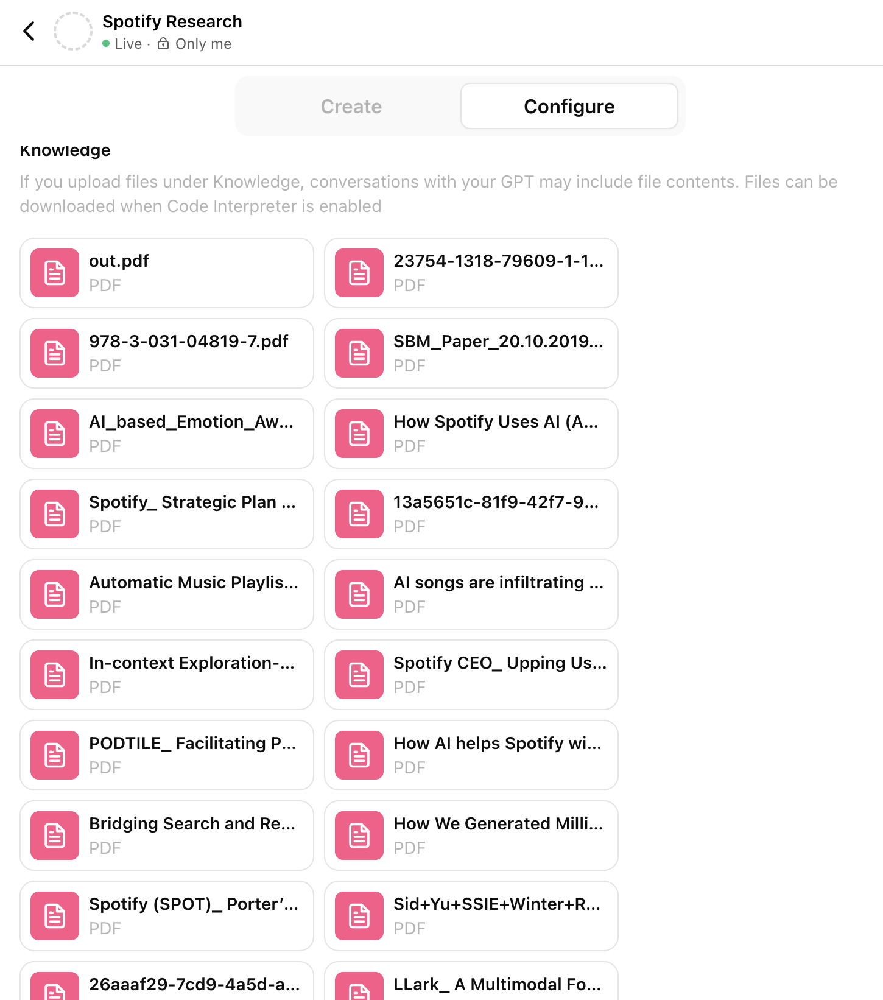 Spotify Research
Live · Only me
Create
Configure
Knowledge
If you upload files under Knowledge, conversations with your GPT may include file contents. Files can be
downloaded when Code Interpreter is enabled
out.pdf
PDF
23754-1318-79609-1-1...
PDF
978-3-031-04819-7.pdf
PDF
SBM_Paper_20.10.2019...
PDF
AI_based_Emotion_Aw...
PDF
How Spotify Uses AI (A...
PDF
Spotify_ Strategic Plan ...
PDF
13a5651c-81f9-42f7-9...
PDF
Automatic Music Playlis...
PDF
AI songs are infiltrating ...
PDF
In-context Exploration-...
PDF
Spotify CEO_ Upping Us...
PDF
PODTILE_ Facilitating P...
PDF
How AI helps Spotify wi...
PDF
Bridging Search and Re...
PDF
How We Generated Milli...
PDF
Spotify (SPOT)_ Porter’...
PDF
Sid+Yu+SSIE+Winter+R...
PDF
26aaaf29-7cd9-4a5d-a...
LLark_ A Multimodal Fo...